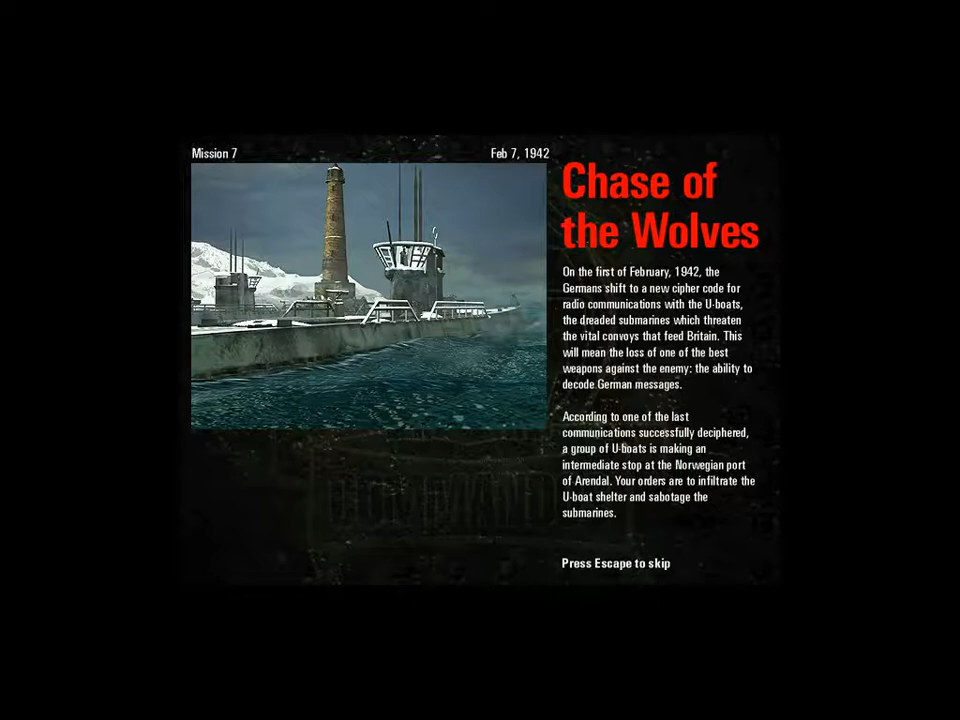 Mission 7
Feb 7, 1942
Chase of
the Wolves
On the first of February, 1942, the
Germans shift to a new cipher code for
radio communications with the U-boats,
the dreaded submarines which threaten
the vital convoys that feed Britain. This
will mean the loss of one of the best
weapons against the enemy: the ability to
decode German messages.
According to one of the last
communications successfully deciphered,
a group of U-boats is making an
intermediate stop at the Norwegian port
of Arendal. Your orders are to infiltrate the
U-boat shelter and sabotage the
submarines.
Press Escape to skip